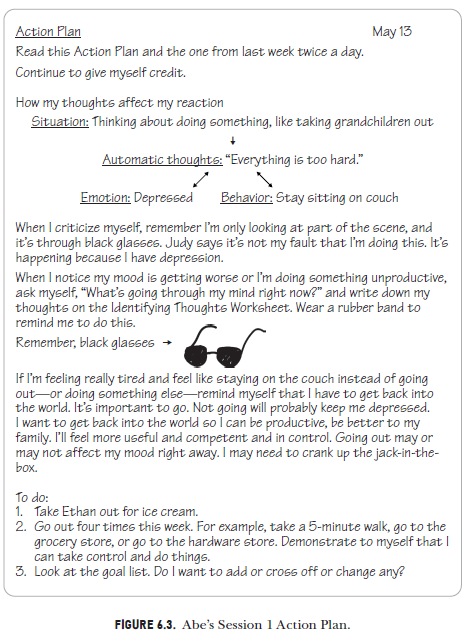 Action Plan May 13
Read this Action Plan and the one from last week twice a day.
Continue to give myself credit.
How my thoughts affect my reaction
Situation: Thinking about doing something, like taking grandchildren out
Automatic thoughts: “Everything is too hard.”
Emotion: Depressed Behavior: Stay sitting on couch
When I criticize myself, remember I’m only looking at part of the scene, and
it’s through black glasses. Judy says it’s not my fault that I’m doing this. It’s
happening because I have depression.
When I notice my mood is getting worse or I’m doing something unproductive,
ask myself, “What’s going through my mind right now?” and write down my
thoughts on the Identifying Thoughts Worksheet. Wear a rubber band to
remind me to do this.
Remember, black glasses
If I’m feeling really tired and feel like staying on the couch instead of going
out—or doing something else—remind myself that I have to get back into
the world. It’s important to go. Not going will probably keep me depressed.
I want to get back into the world so I can be productive, be better to my
family. I’ll feel more useful and competent and in control. Going out may or
may not affect my mood right away. I may need to crank up the jack-in-the-
box.
To do:
1. Take Ethan out for ice cream.
2. Go out four times this week. For example, take a 5-minute walk, go to the
grocery store, or go to the hardware store. Demonstrate to myself that I
can take control and do things.
3. Look at the goal list. Do I want to add or cross off or change any?
FIGURE 6.3. Abe’s Session 1 Action Plan.